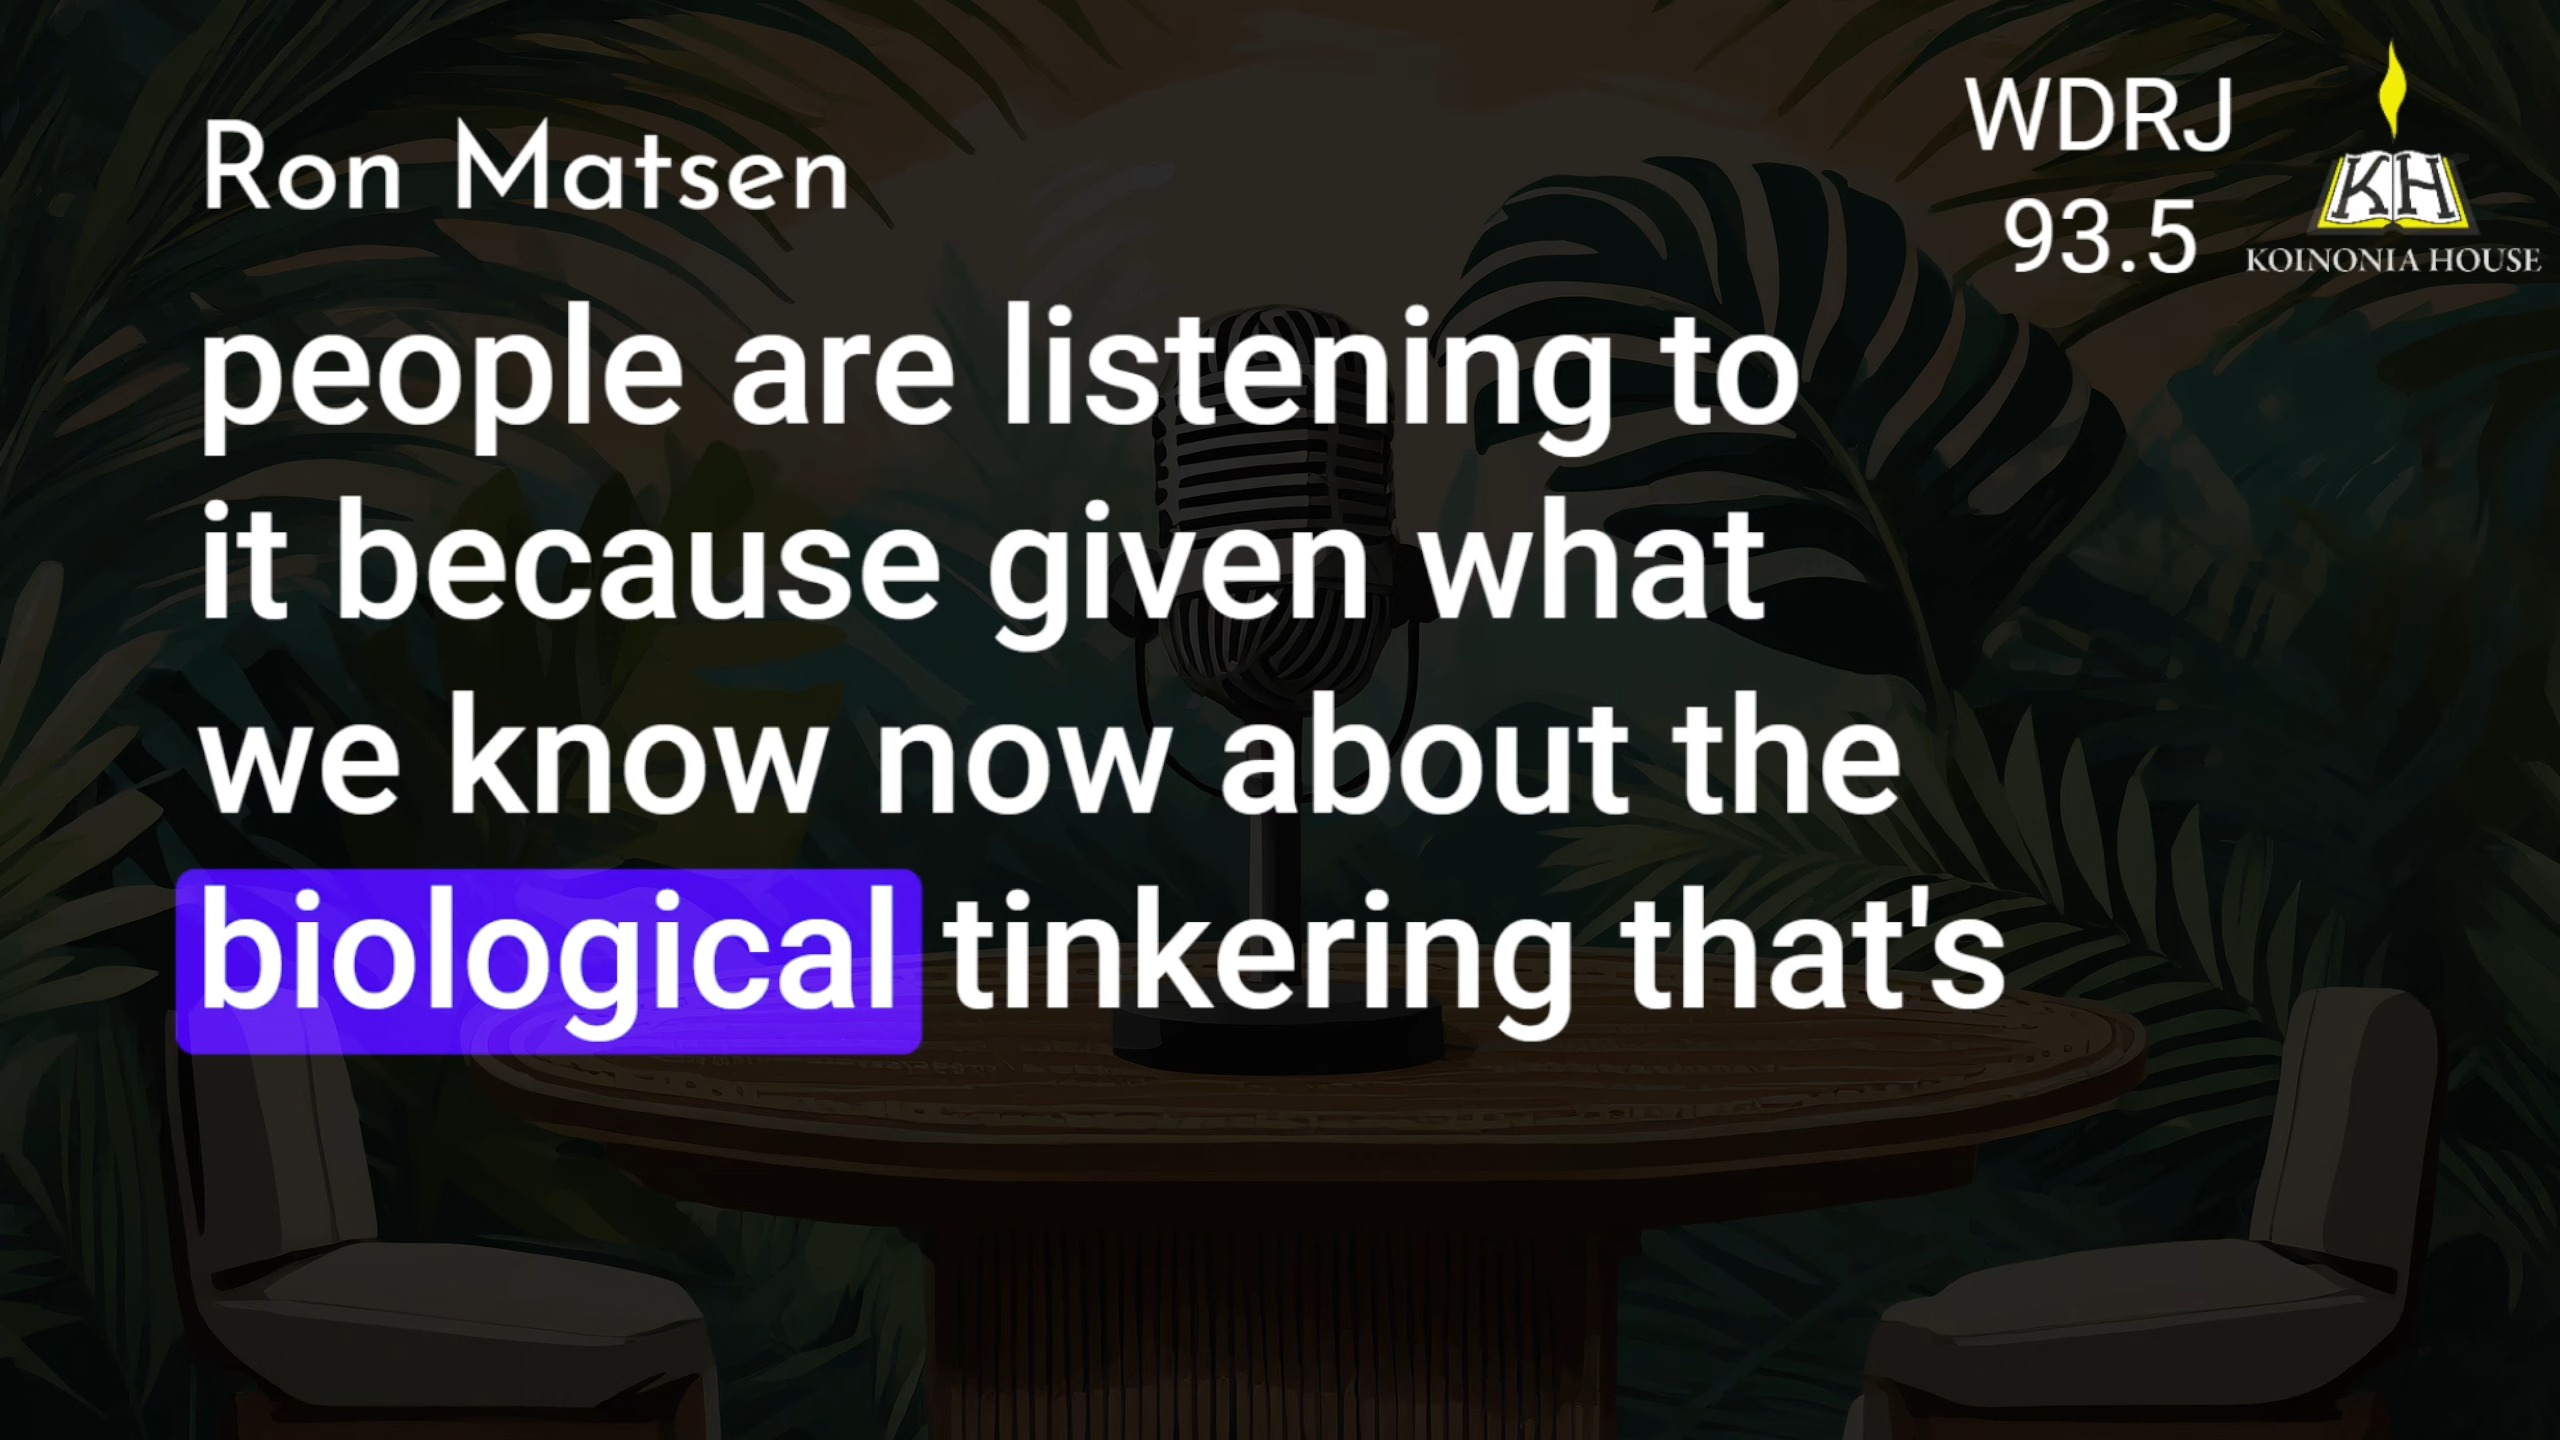 Ron Matsen
WDRJ
93.5
KH
KOINONIA HOUSE
people are listening to
it because given what
we know now about the
biological tinkering that's